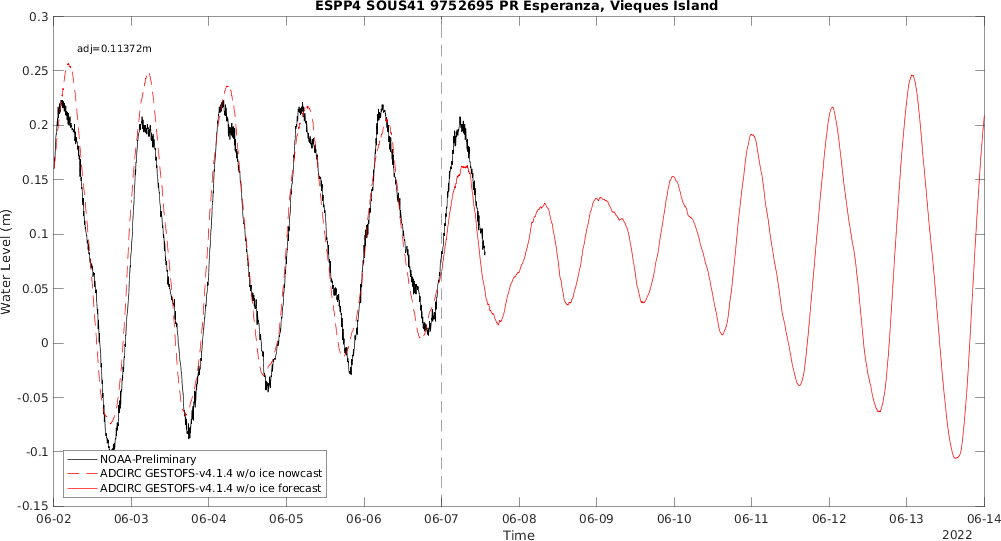 ESPP4 SOUS41 9752695 PR Esperanza, Vieques Island
0.3
adj=0.11372m
0.25
0.2
0.15
0.1
0.05
0
-0.05
-0.1
-0.15
Water Level (m)
NOAA-Preliminary
ADCIRC GESTOFS-v4.1.4 w/o ice nowcast
ADCIRC GESTOFS-v4.1.4 w/o ice forecast
06-02 06-03 06-04 06-05 06-06 06-07 06-08 06-09 06-10 06-11 06-12 06-13 06-14
Time
2022